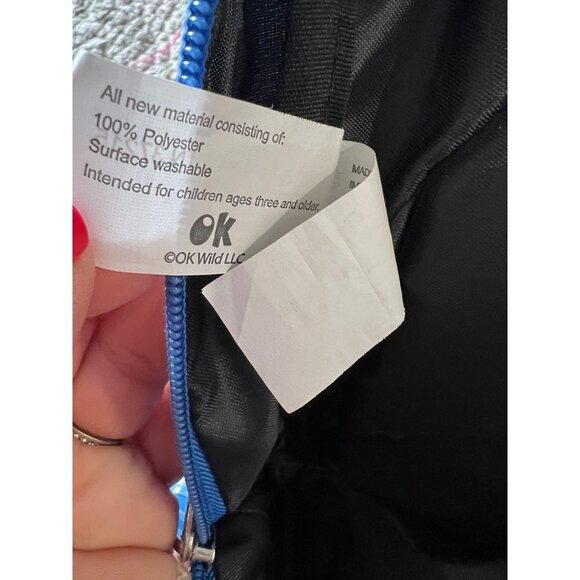 All new material consisting of:
100% Polyester
Surface washable
Intended for children ages three and older.
OK
©OK Wild LLC